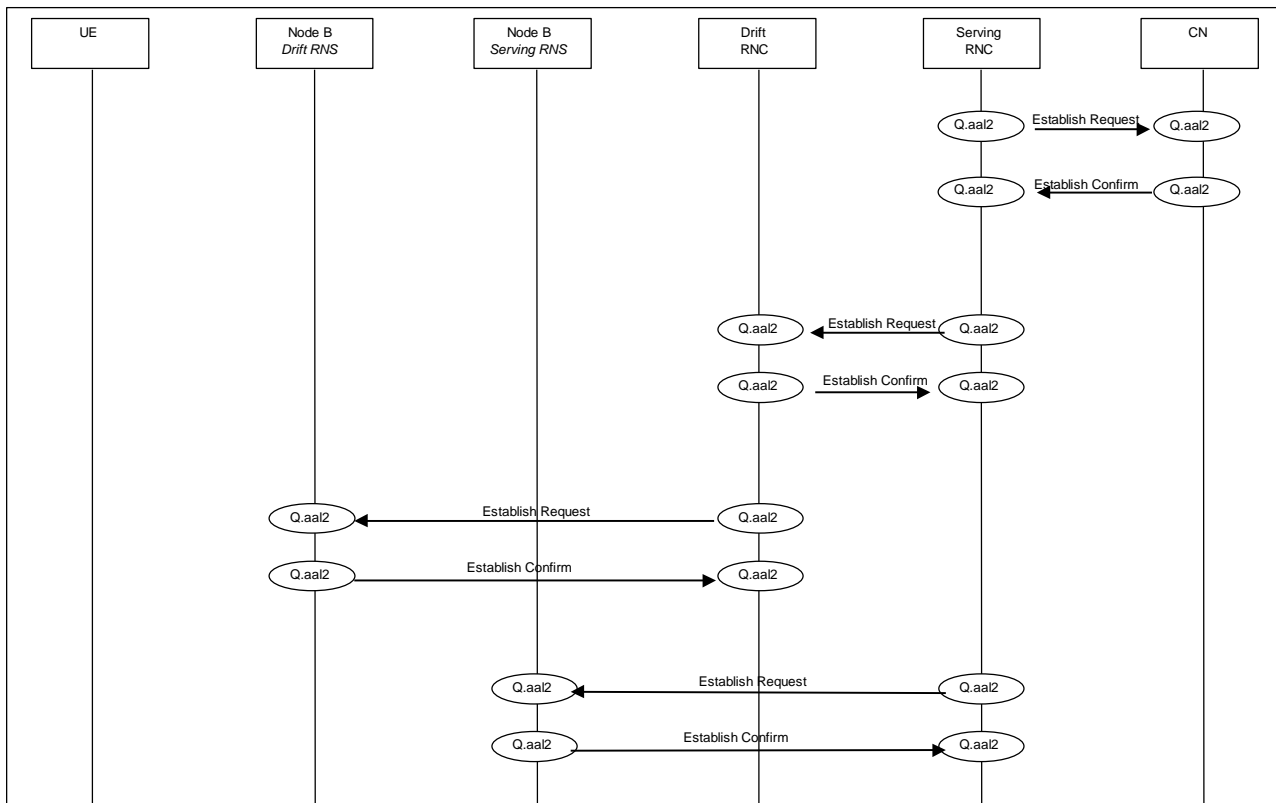 UE
Node B
Drift RNS
Node B
Serving RNS
Drift
RNC
Serving
RNC
CN
Q.aal2
Establish Request
Q.aal2
Q.aal2
Establish Confirm
Q.aal2
Q.aal2
Establish Request
Q.aal2
Q.aal2
Establish Confirm
Q.aal2
Q.aal2
Establish Request
Q.aal2
Q.aal2
Establish Confirm
Q.aal2
Q.aal2
Establish Request
Q.aal2
Q.aal2
Establish Confirm
Q.aal2